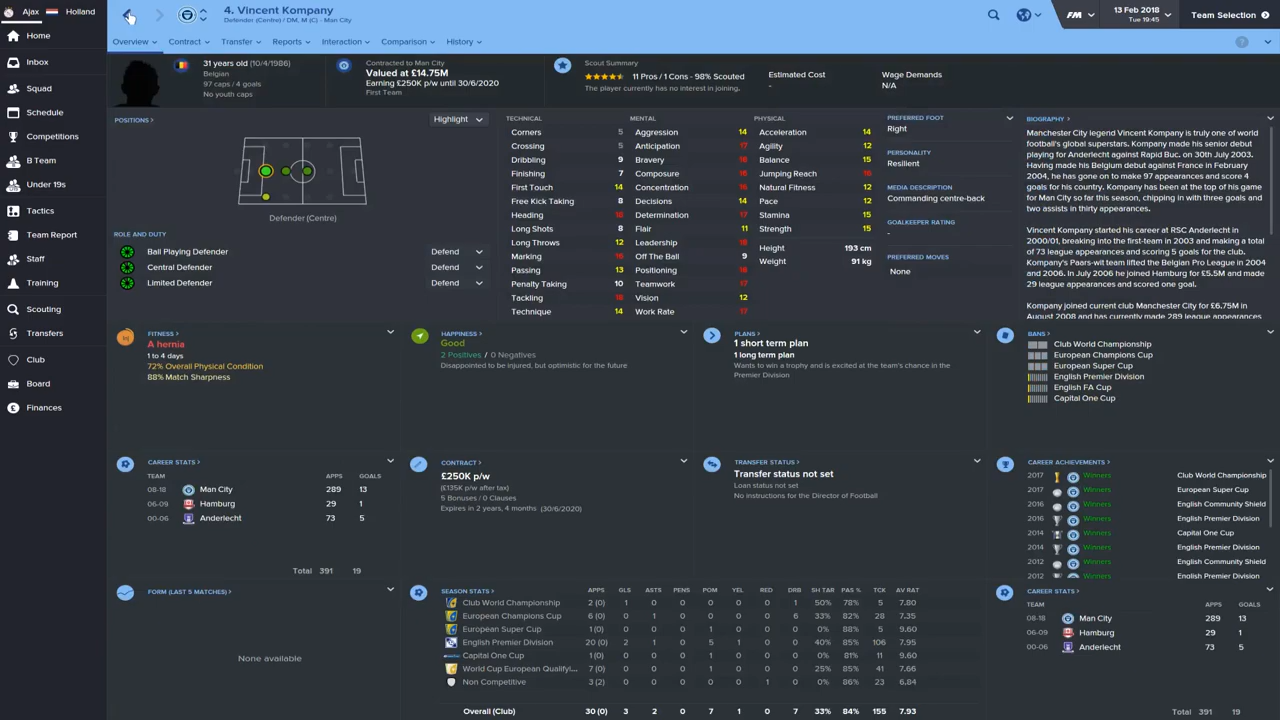 Ajax Holland
Home
Inbox
Squad
Schedule
Competitions
B Team
Under 19s
Tactics
Team Report
Staff
Training
Scouting
Transfers
Club
Board
Finances
4. Vincent Kompany
Defender (Centre) / DM, M (C) - Man City
FM
13 Feb 2018
Tue 19:45
Team Selection
Overview Contract Transfer Reports Interaction Comparison History
?
31 years old (10/4/1986)
Belgian
97 caps / 4 goals
No youth caps
Contracted to Man City
Valued at £14.75M
Earning £250K p/w until 30/6/2020
First Team
Scout Summary
11 Pros / 1 Cons - 98% Scouted
The player currently has no interest in joining.
Estimated Cost
-
Wage Demands
N/A
POSITIONS >
Highlight
Defender (Centre)
ROLE AND DUTY
Ball Playing Defender Defend
Central Defender Defend
Limited Defender Defend
TECHNICAL
Corners 5
Crossing 5
Dribbling 9
Finishing 7
First Touch 14
Free Kick Taking 8
Heading 18
Long Shots 8
Long Throws 12
Marking 16
Passing 13
Penalty Taking 10
Tackling 18
Technique 14
MENTAL
Aggression 14
Anticipation 17
Bravery 18
Composure 16
Concentration 16
Decisions 14
Determination 17
Flair 11
Leadership 18
Off The Ball 9
Positioning 16
Teamwork 17
Vision 12
Work Rate 17
PHYSICAL
Acceleration 14
Agility 12
Balance 15
Jumping Reach 16
Natural Fitness 12
Pace 12
Stamina 15
Strength 15
Height 193 cm
Weight 91 kg
PREFERRED FOOT
Right
PERSONALITY
Resilient
MEDIA DESCRIPTION
Commanding centre-back
GOALKEEPER RATING
-
PREFERRED MOVES
None
BIOGRAPHY >
Manchester City legend Vincent Kompany is truly one of world
football's global superstars. Kompany made his senior debut
playing for Anderlecht against Rapid Buc. on 30th July 2003.
Having made his Belgium debut against France in February
2004, he has gone on to make 97 appearances and score 4
goals for his country. Kompany has been at the top of his game
for Man City so far this season, chipping in with three goals and
two assists in thirty appearances.
Vincent Kompany started his career at RSC Anderlecht in
2000/01, breaking into the first-team in 2003 and making a total
of 73 league appearances and scoring 5 goals for the club.
Kompany's Paars-wit team lifted the Belgian Pro League in 2004
and 2006. In July 2006 he joined Hamburg for £5.5M and made
29 league appearances and scored one goal.
Kompany joined current club Manchester City for £6.75M in
August 2008 and has made 289 league appearances
FITNESS >
A hernia
1 to 4 days
72% Overall Physical Condition
88% Match Sharpness
HAPPINESS >
Good
2 Positives / 0 Negatives
Disappointed to be injured, but optimistic for the future
PLANS >
1 short term plan
1 long term plan
Wants to win a trophy and is excited at the team's chance in the
Premier Division
BANS >
Club World Championship
European Champions Cup
European Super Cup
English Premier Division
English FA Cup
Capital One Cup
CAREER STATS >
TEAM APPS GOALS
08-18 Man City 289 13
06-09 Hamburg 29 1
00-06 Anderlecht 73 5
Total 391 19
CONTRACT >
£250K p/w
(£135K p/w after tax)
5 Bonuses / 0 Clauses
Expires in 2 years, 4 months (30/6/2020)
TRANSFER STATUS >
Transfer status not set
Loan status not set
No instructions for the Director of Football
CAREER ACHIEVEMENTS >
2017 Winners Club World Championship
2017 Winners European Super Cup
2016 Winners English Community Shield
2016 Winners English Premier Division
2014 Winners Capital One Cup
2014 Winners English Premier Division
2012 Winners English Community Shield
2012 Winners English Premier Division
FORM (LAST 5 MATCHES) >
None available
SEASON STATS > APPS GLS ASTS PENS POM YEL RED DRB SH TAR PAS % TCK AV RAT
Club World Championship 2 (0) 1 0 0 0 0 0 1 50% 78% 5 7.80
European Champions Cup 6 (0) 0 1 0 0 0 0 6 33% 82% 28 7.35
European Super Cup 1 (0) 0 0 0 1 0 0 0 0% 88% 5 9.60
English Premier Division 20 (0) 2 1 0 5 1 0 0 40% 85% 106 7.95
Capital One Cup 1 (0) 0 0 0 1 0 0 0 0% 81% 11 9.60
World Cup European Qualifyi... 7 (0) 0 0 0 1 0 0 0 25% 85% 41 7.66
Non Competitive 3 (2) 0 0 0 0 0 1 0 0% 86% 23 6.84
Overall (Club) 30 (0) 3 2 0 7 1 0 7 33% 84% 155 7.93
CAREER STATS >
TEAM APPS GOALS
08-18 Man City 289 13
06-09 Hamburg 29 1
00-06 Anderlecht 73 5
Total 391 19